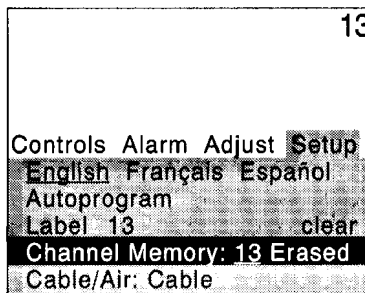 13
Controls Alarm Adjust Setup
English Français Español
Autoprogram
Label 13 clear
Channel Memory: 13 Erased
Cable/Air: Cable